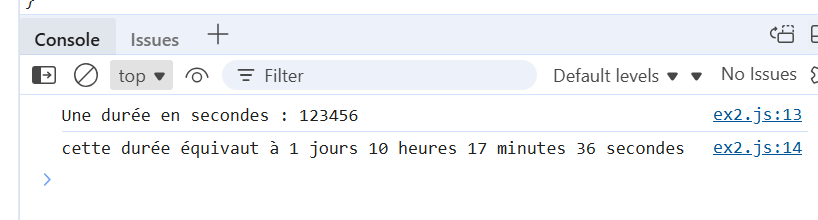 }
Console Issues
top Filter Default levels No Issues
Une durée en secondes : 123456 ex2.js:13
cette durée équivaut à 1 jours 10 heures 17 minutes 36 secondes ex2.js:14